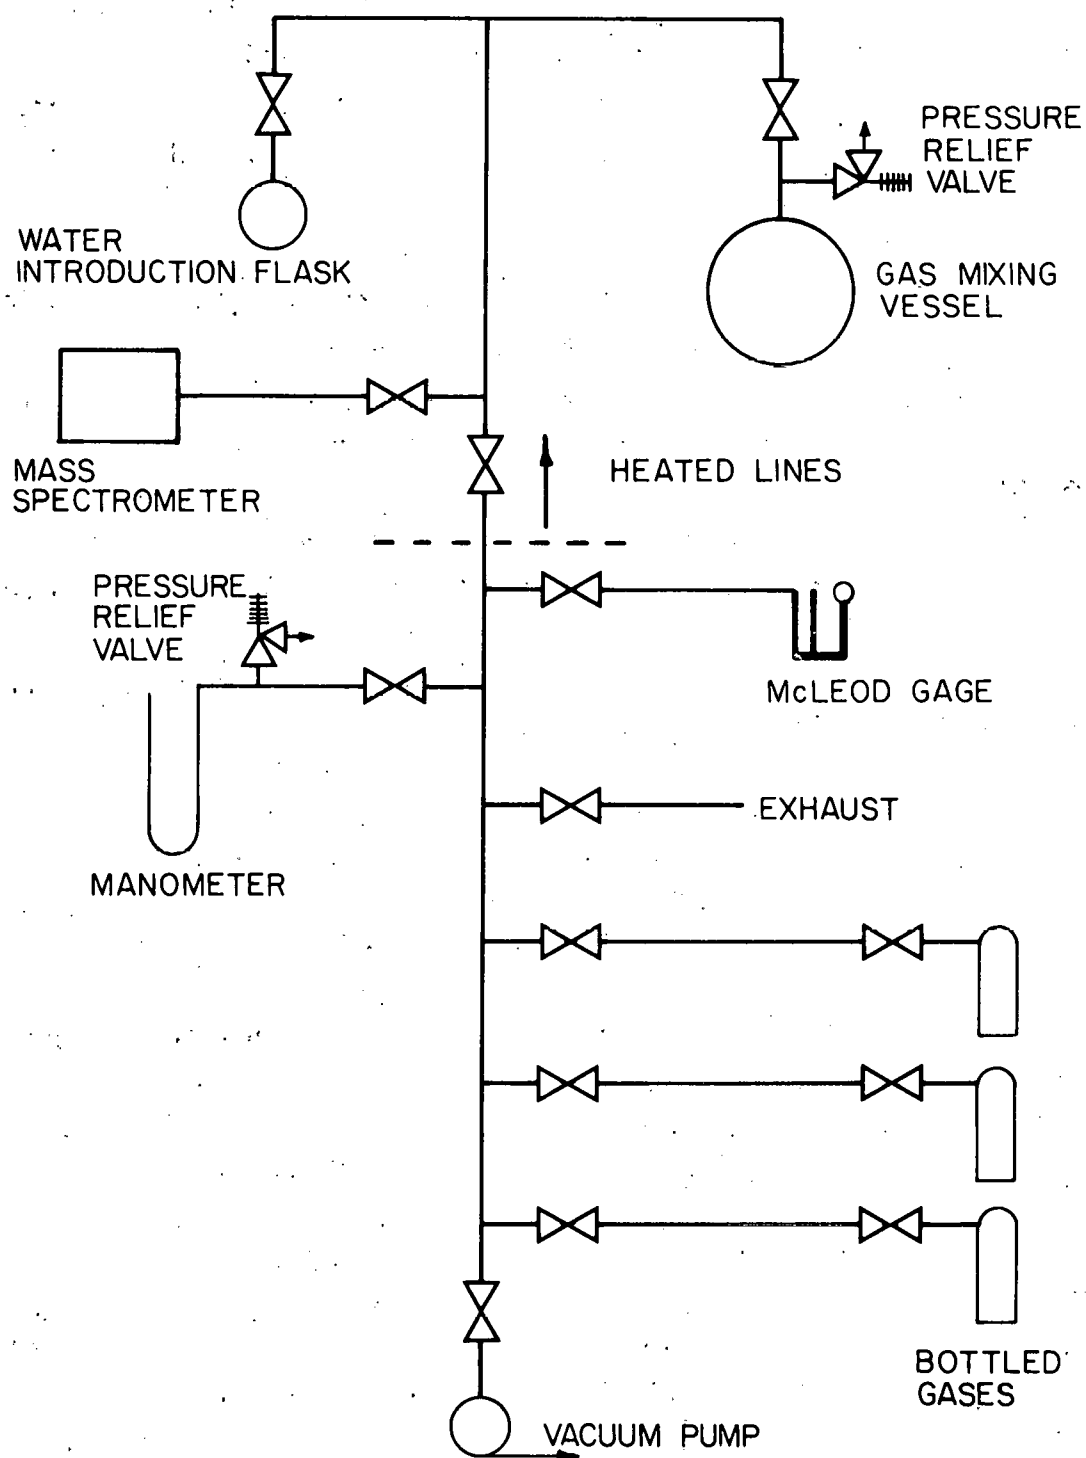 PRESSURE
RELIEF
VALVE
WATER
INTRODUCTION FLASK
GAS MIXING
VESSEL
MASS
SPECTROMETER
HEATED LINES
PRESSURE
RELIEF
VALVE
McLEOD GAGE
EXHAUST
MANOMETER
BOTTLED
GASES
VACUUM PUMP